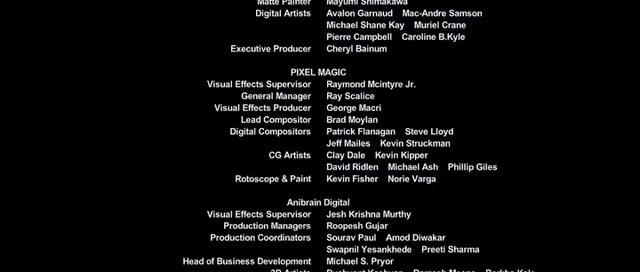 Matte Painter Mayumi Shimakawa
Digital Artists Avalon Garnaud Mac-Andre Samson
Michael Shane Kay Muriel Crane
Pierre Campbell Caroline B.Kyle
Executive Producer Cheryl Bainum
PIXEL MAGIC
Visual Effects Supervisor Raymond Mcintyre Jr.
General Manager Ray Scalice
Visual Effects Producer George Macri
Lead Compositor Brad Moylan
Digital Compositors Patrick Flanagan Steve Lloyd
Jeff Mailes Kevin Struckman
CG Artists Clay Dale Kevin Kipper
David Ridlen Michael Ash Phillip Giles
Rotoscope & Paint Kevin Fisher Norie Varga
Anibrain Digital
Visual Effects Supervisor Jesh Krishna Murthy
Production Managers Roopesh Gujar
Production Coordinators Sourav Paul Amod Diwakar
Swapnil Yesankhede Preeti Sharma
Head of Business Development Michael S. Pryor